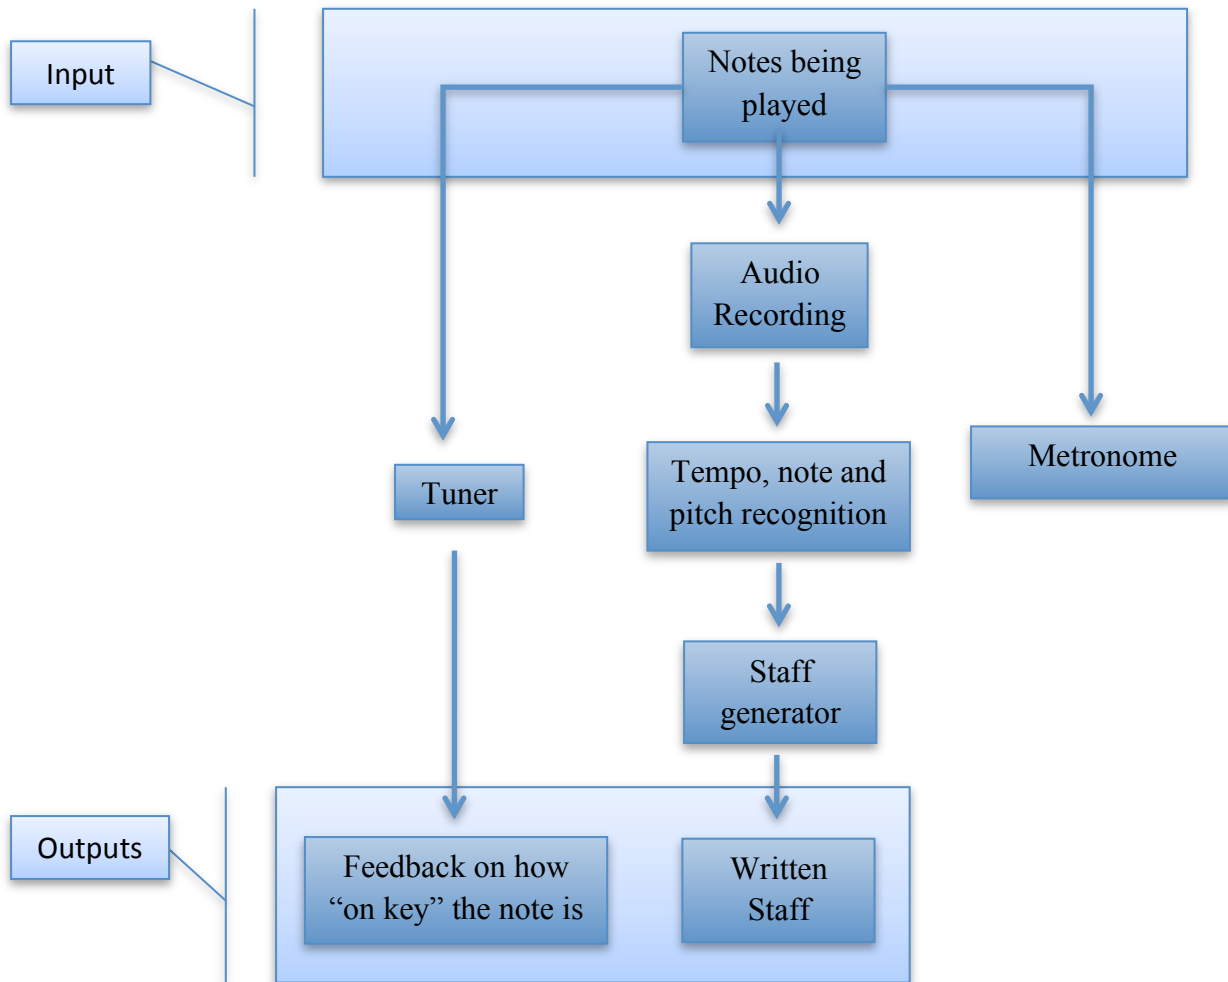 Input
Notes being
played
Audio
Recording
Tuner
Tempo, note and
pitch recognition
Metronome
Staff
generator
Outputs
Feedback on how
“on key” the note is
Written
Staff